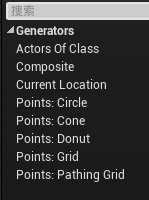 搜索
Generators
Actors Of Class
Composite
Current Location
Points: Circle
Points: Cone
Points: Donut
Points: Grid
Points: Pathing Grid